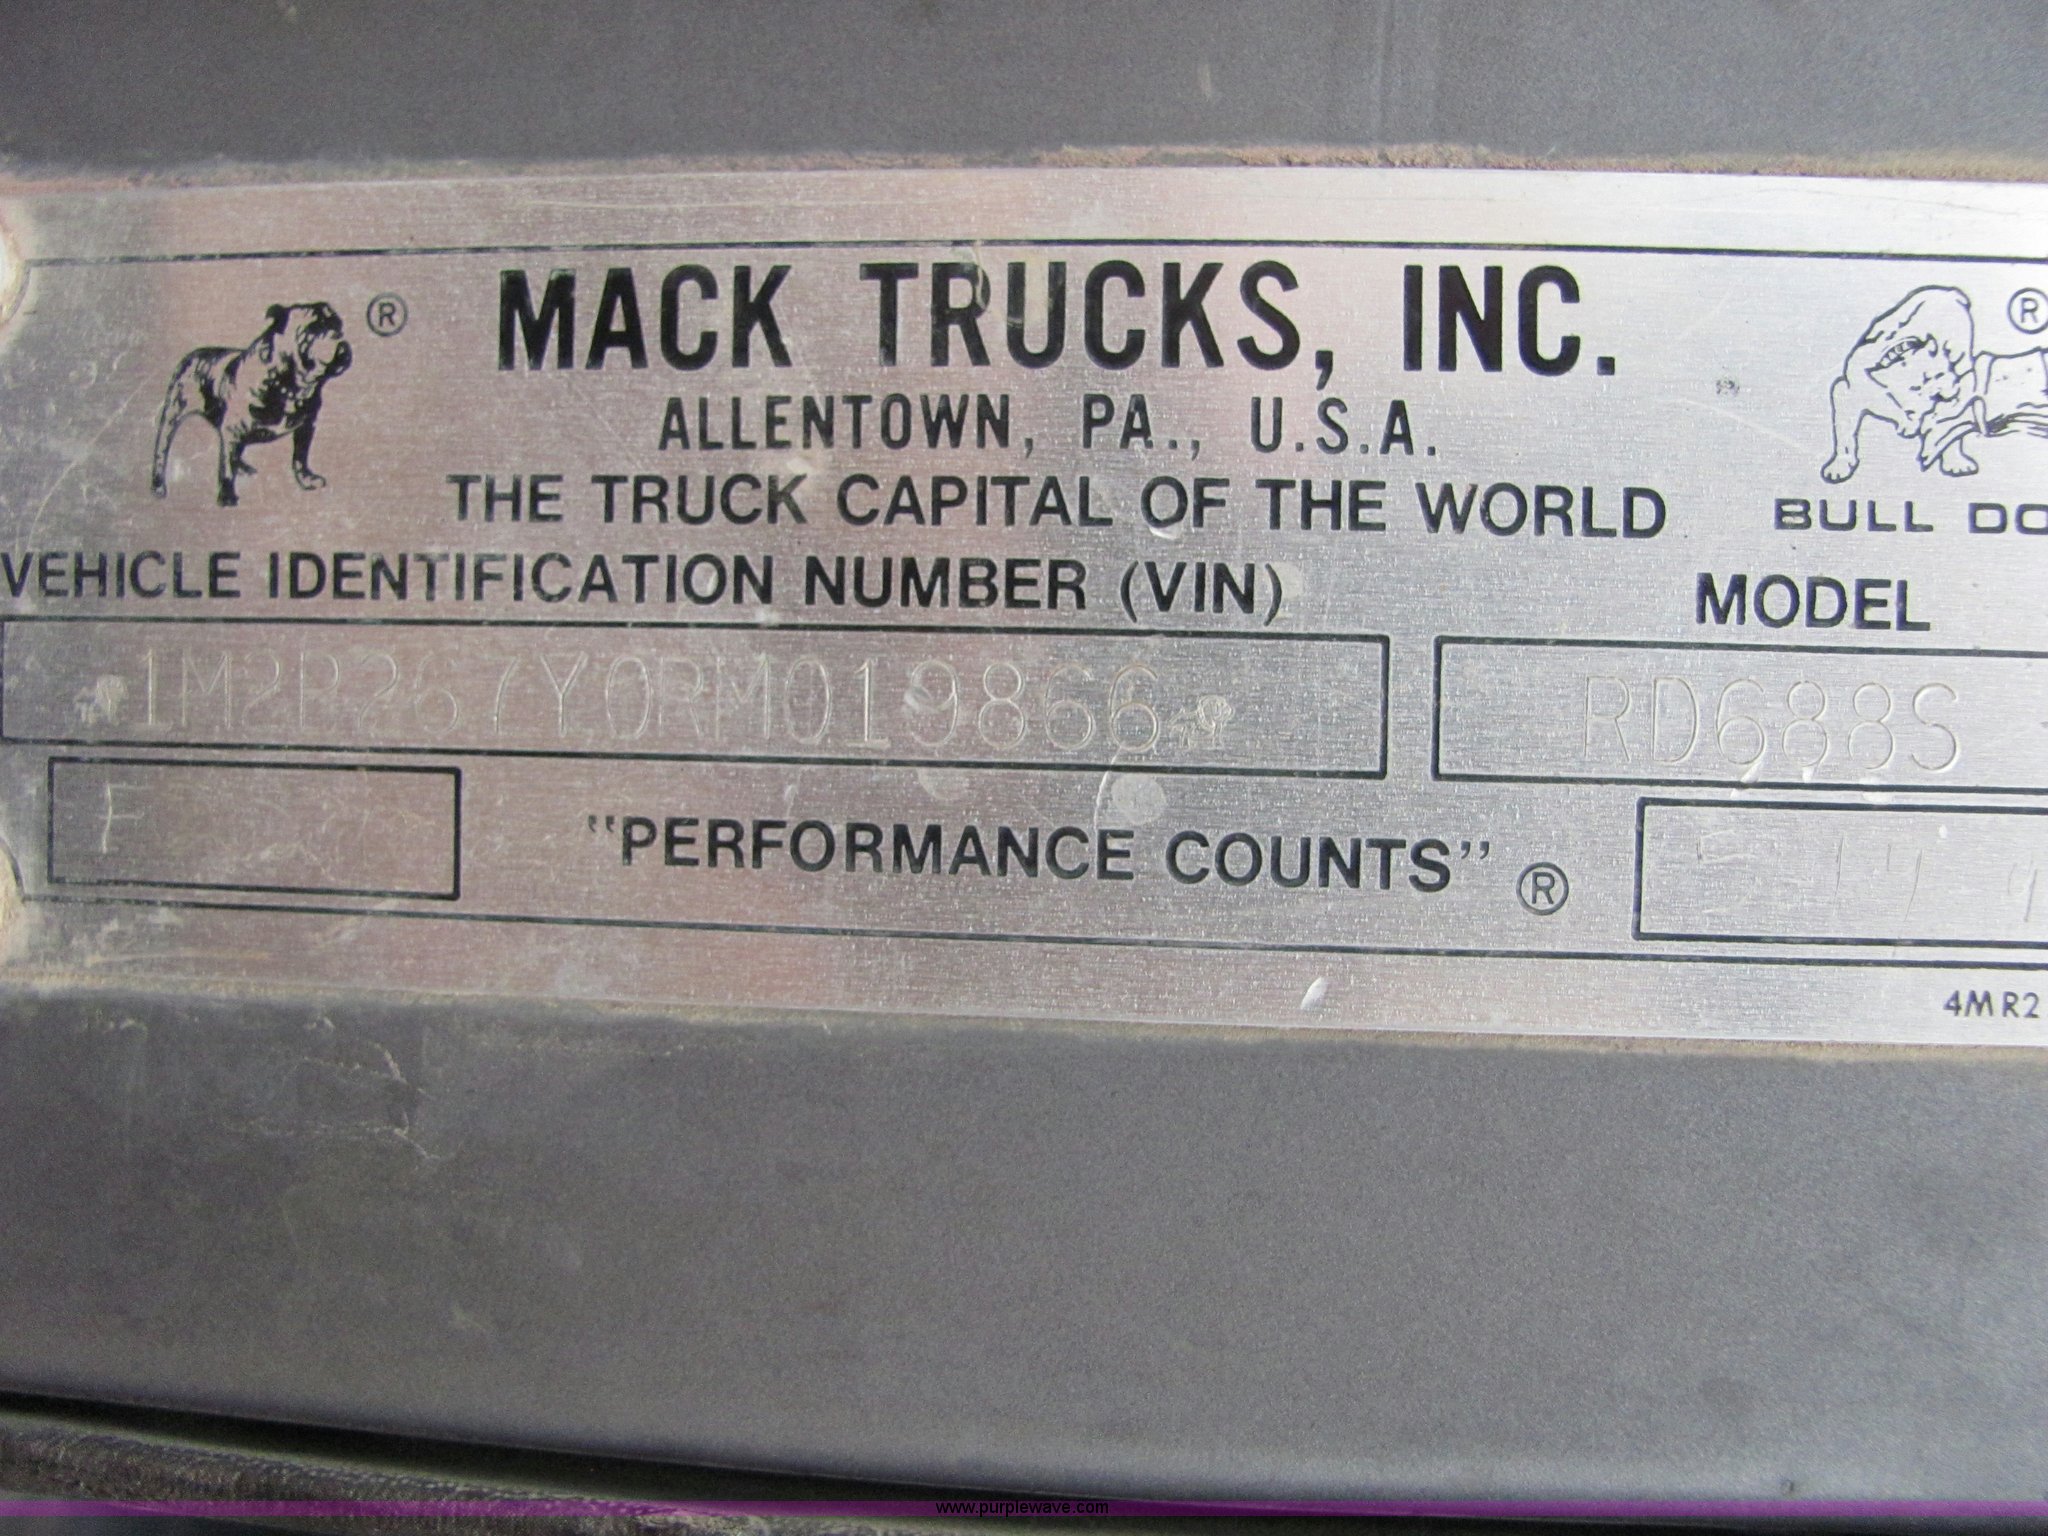 MACK TRUCKS, INC.
® ®
ALLENTOWN, PA., U.S.A.
THE TRUCK CAPITAL OF THE WORLD
BULL DO
VEHICLE IDENTIFICATION NUMBER (VIN)
MODEL
1M2P267Y0RM019866
RD688S
F
"PERFORMANCE COUNTS" ®
4MR2
www.purplewave.com